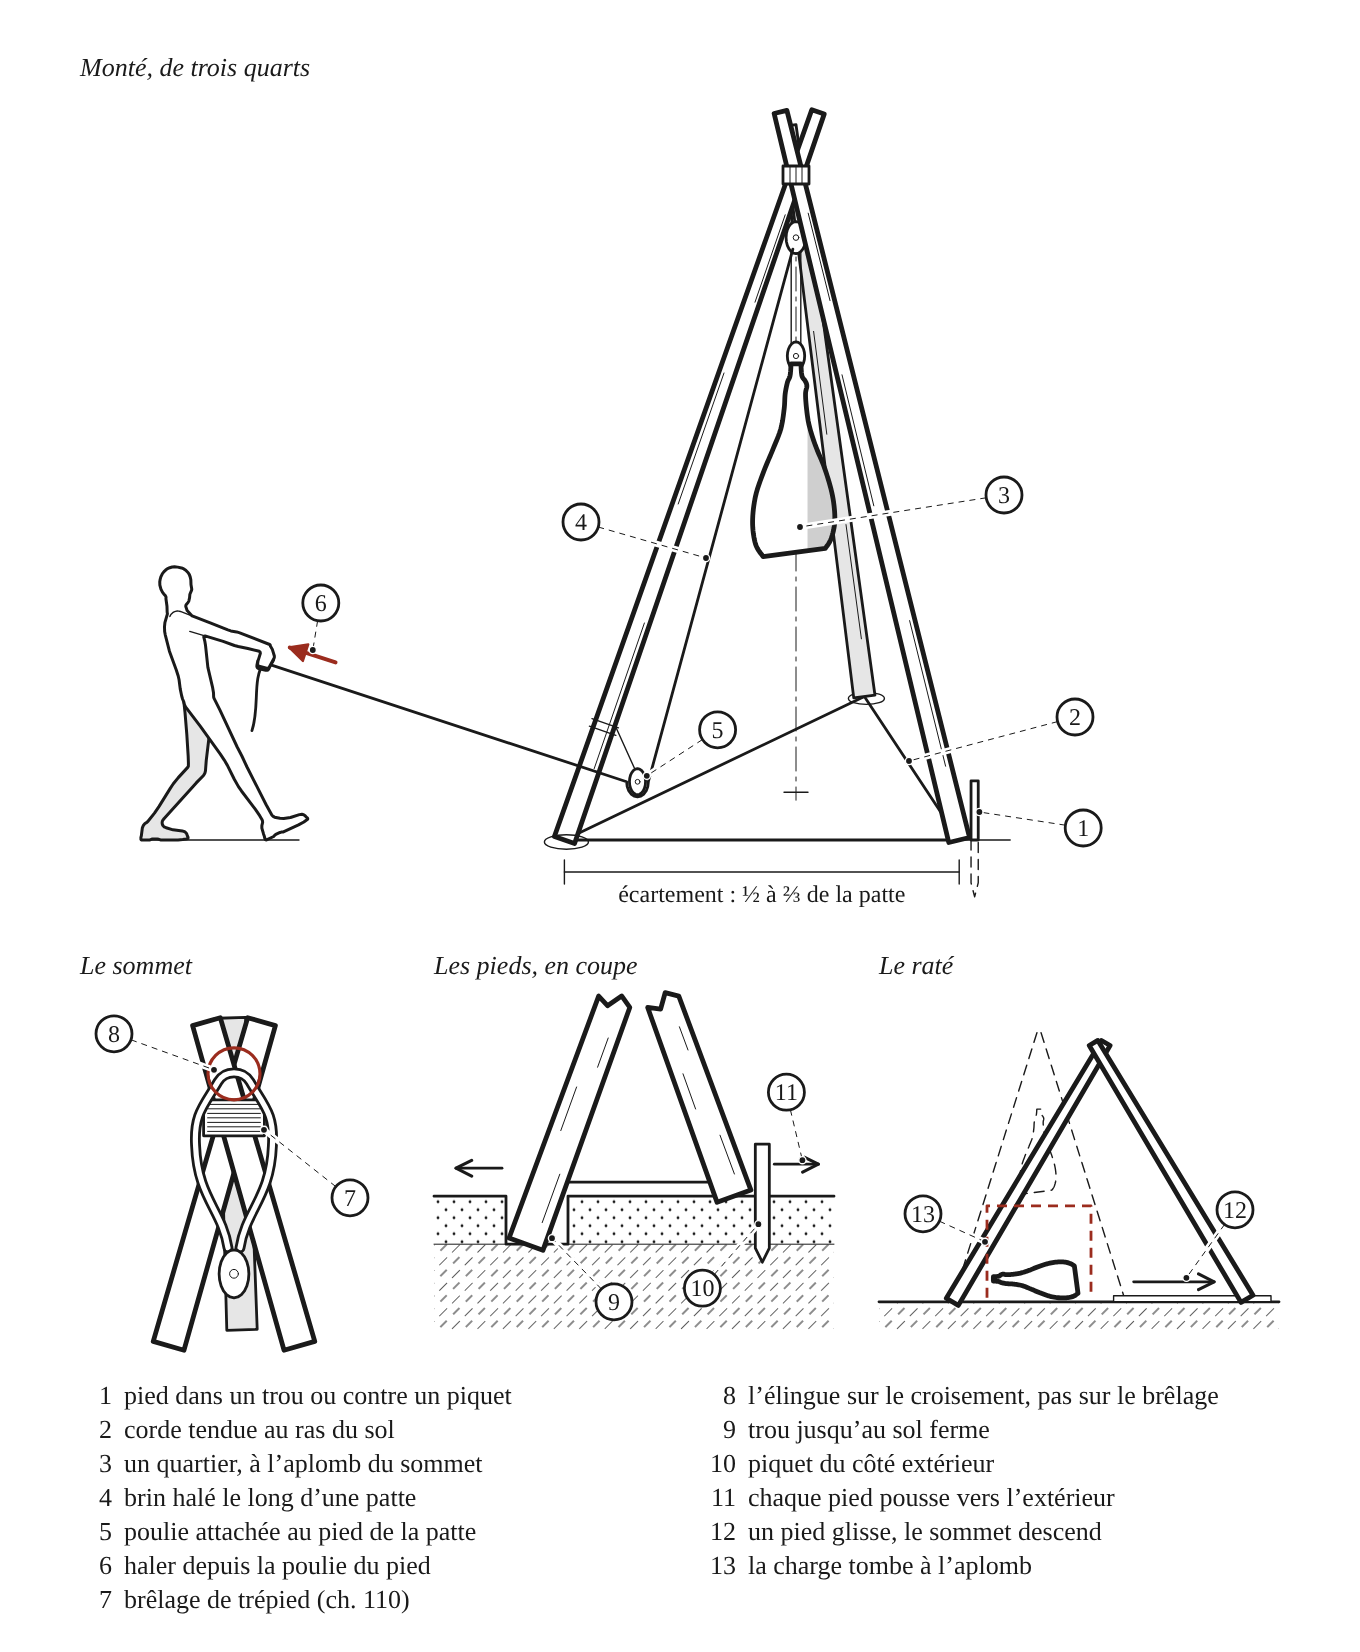 Monté, de trois quarts
3
4
6
5
2
1
écartement : ½ à ⅔ de la patte
Le sommet
Les pieds, en coupe
Le raté
8
11
7
13
12
10
9
1 pied dans un trou ou contre un piquet
2 corde tendue au ras du sol
3 un quartier, à l’aplomb du sommet
4 brin halé le long d’une patte
5 poulie attachée au pied de la patte
6 haler depuis la poulie du pied
7 brêlage de trépied (ch. 110)
8 l’élingue sur le croisement, pas sur le brêlage
9 trou jusqu’au sol ferme
10 piquet du côté extérieur
11 chaque pied pousse vers l’extérieur
12 un pied glisse, le sommet descend
13 la charge tombe à l’aplomb